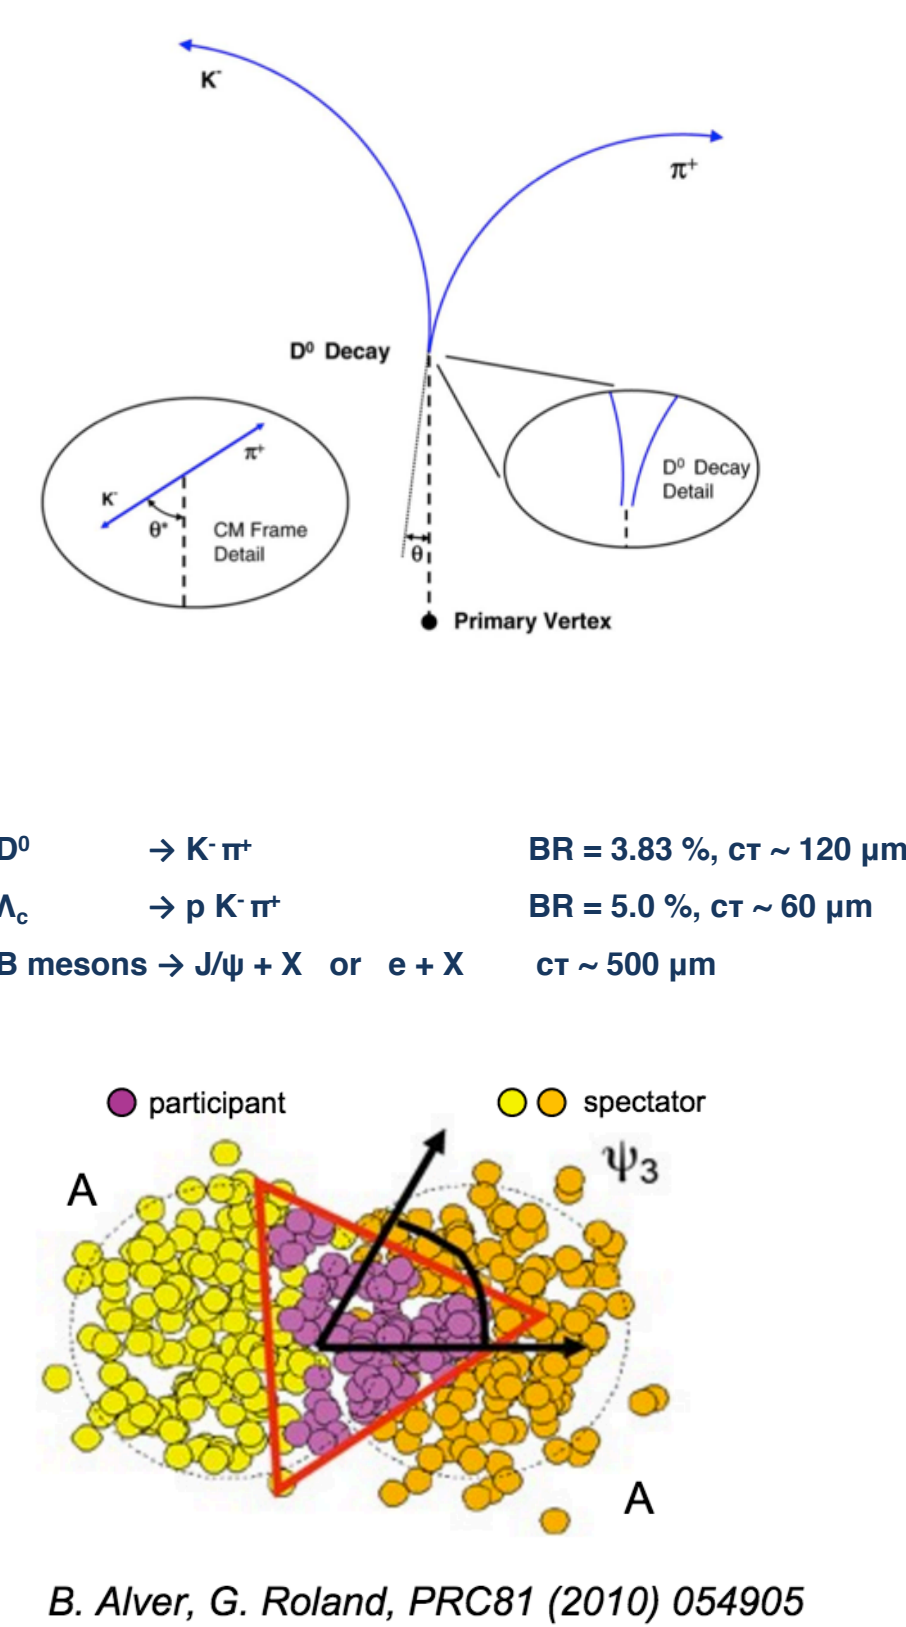 K⁻
π⁺
D⁰ Decay
π⁺
K⁻
θ*
CM Frame
Detail
D⁰ Decay
Detail
θ
Primary Vertex
D⁰ → K⁻ π⁺ BR = 3.83 %, cτ ~ 120 μm
Λc → p K⁻ π⁺ BR = 5.0 %, cτ ~ 60 μm
B mesons → J/ψ + X or e + X cτ ~ 500 μm
participant spectator
ψ₃
A
A
B. Alver, G. Roland, PRC81 (2010) 054905